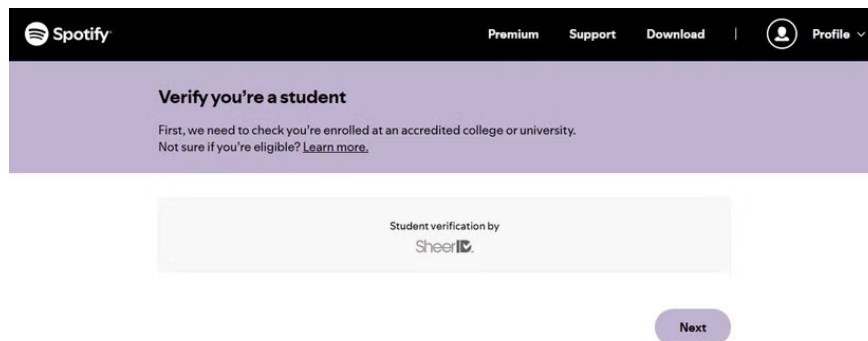 Spotify
Premium Support Download | Profile
Verify you're a student
First, we need to check you're enrolled at an accredited college or university.
Not sure if you're eligible? Learn more.
Student verification by
SheerID.
Next